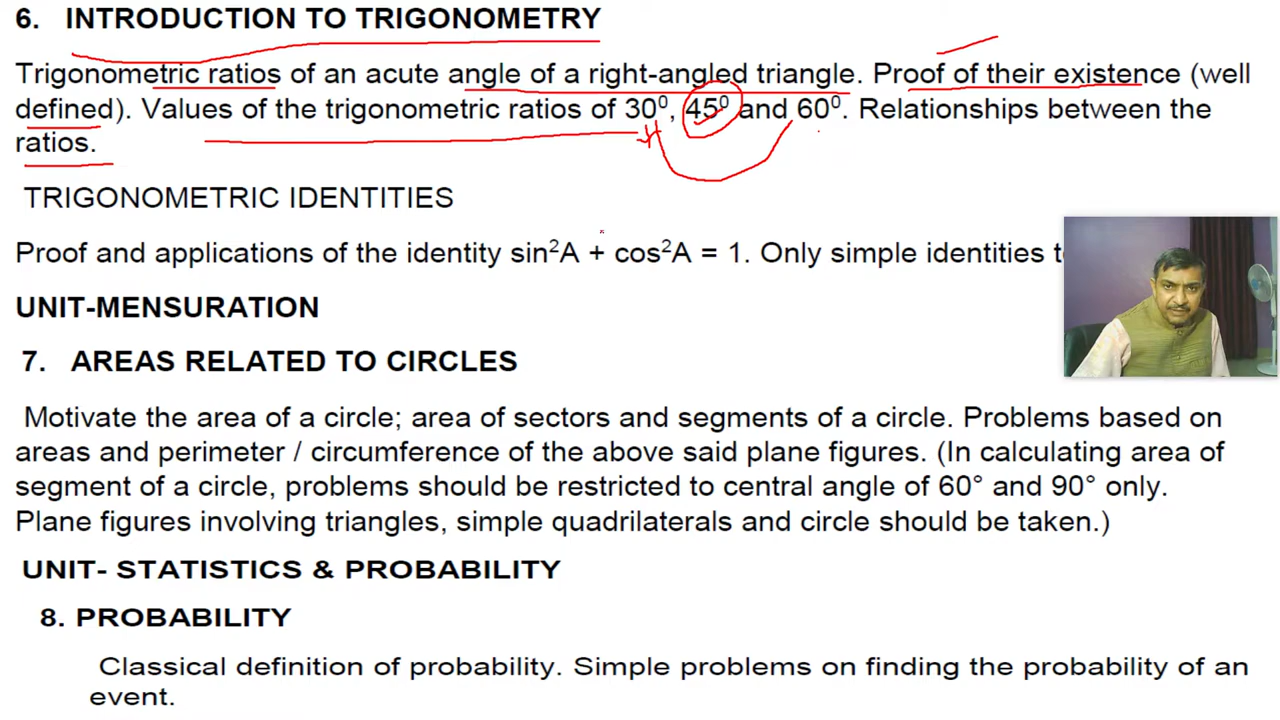 6. INTRODUCTION TO TRIGONOMETRY
Trigonometric ratios of an acute angle of a right-angled triangle. Proof of their existence (well
defined). Values of the trigonometric ratios of 30⁰, 45⁰ and 60⁰. Relationships between the
ratios.
TRIGONOMETRIC IDENTITIES
Proof and applications of the identity sin²A + cos²A = 1. Only simple identities
UNIT-MENSURATION
7. AREAS RELATED TO CIRCLES
Motivate the area of a circle; area of sectors and segments of a circle. Problems based on
areas and perimeter / circumference of the above said plane figures. (In calculating area of
segment of a circle, problems should be restricted to central angle of 60° and 90° only.
Plane figures involving triangles, simple quadrilaterals and circle should be taken.)
UNIT- STATISTICS & PROBABILITY
8. PROBABILITY
Classical definition of probability. Simple problems on finding the probability of an
event.